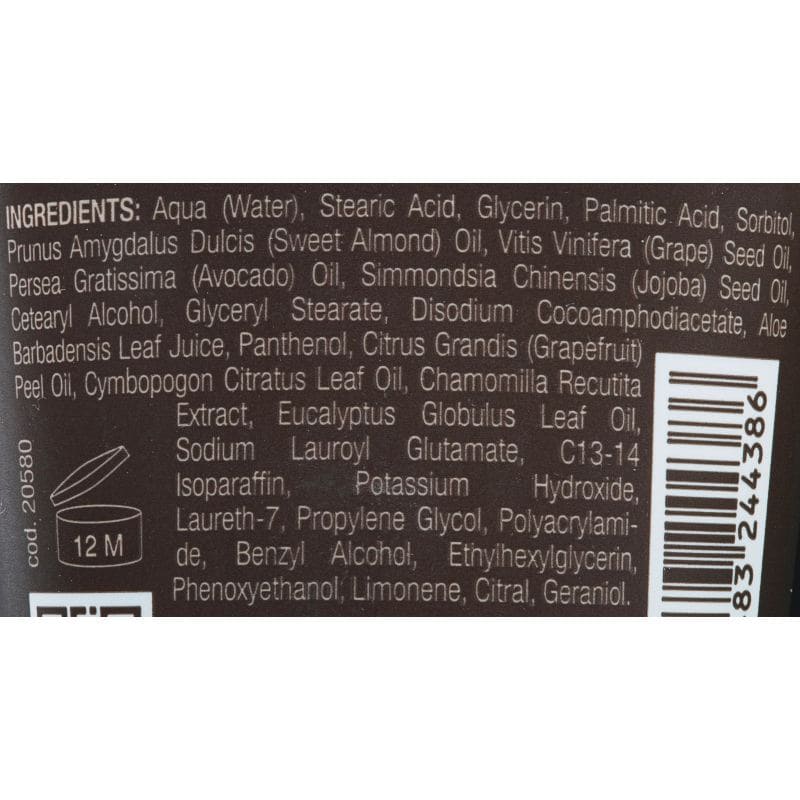 INGREDIENTS: Aqua (Water), Stearic Acid, Glycerin, Palmitic Acid, Sorbitol,
Prunus Amygdalus Dulcis (Sweet Almond) Oil, Vitis Vinifera (Grape) Seed Oil,
Persea Gratissima (Avocado) Oil, Simmondsia Chinensis (Jojoba) Seed Oil,
Cetearyl Alcohol, Glyceryl Stearate, Disodium Cocoamphodiacetate, Aloe
Barbadensis Leaf Juice, Panthenol, Citrus Grandis (Grapefruit)
Peel Oil, Cymbopogon Citratus Leaf Oil, Chamomilla Recutita
Extract, Eucalyptus Globulus Leaf Oil,
Sodium Lauroyl Glutamate, C13-14
Isoparaffin, Potassium Hydroxide,
Laureth-7, Propylene Glycol, Polyacrylami-
de, Benzyl Alcohol, Ethylhexylglycerin,
Phenoxyethanol, Limonene, Citral, Geraniol.
cod. 20580
12 M
83 244386